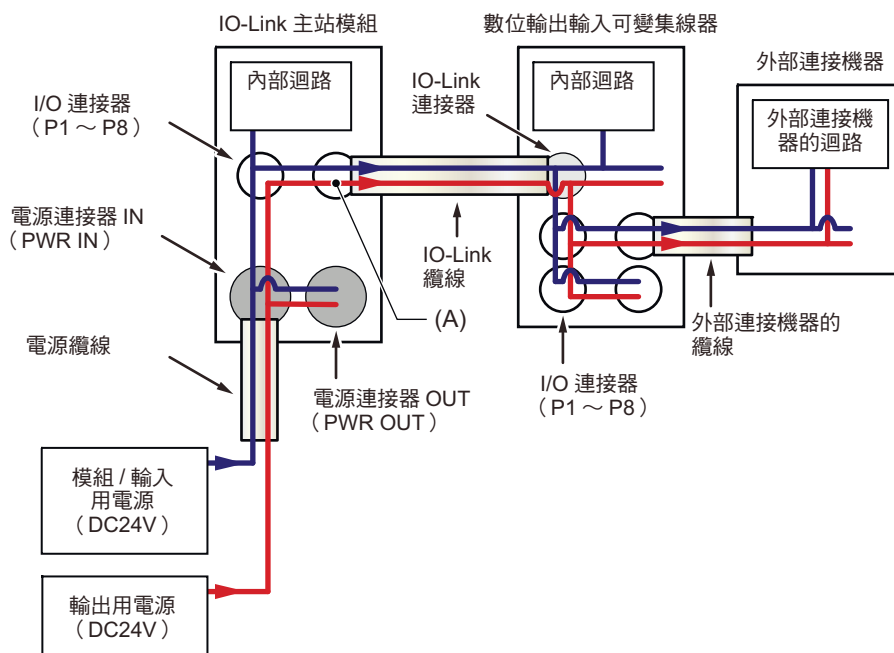 IO-Link 主站模組
內部迴路
I/O 連接器
（P1 ～ P8）
電源連接器 IN
（PWR IN）
電源纜線
模組 / 輸入
用電源
（DC24V）
輸出用電源
（DC24V）
電源連接器 OUT
（PWR OUT）
(A)
IO-Link
連接器
IO-Link
纜線
數位輸出輸入可變集線器
內部迴路
I/O 連接器
（P1 ～ P8）
外部連接機器
外部連接機
器的迴路
外部連接機器的
纜線